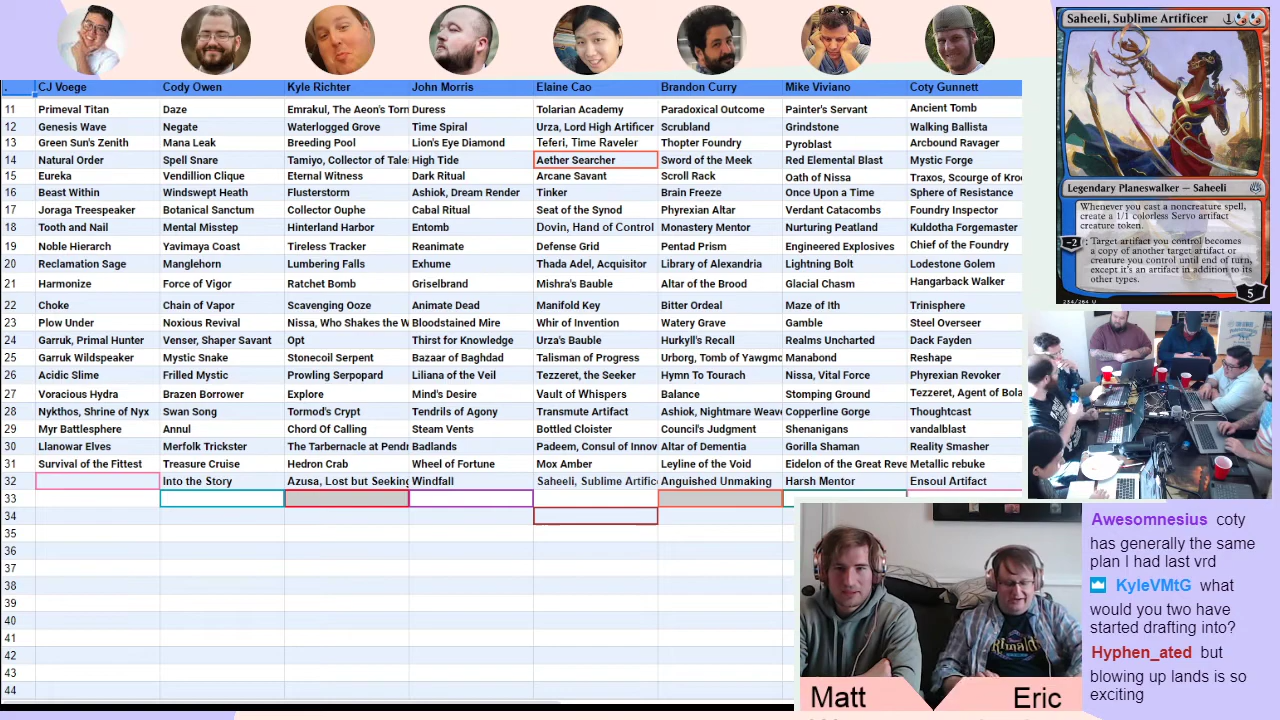 . CJ Voege Cody Owen Kyle Richter John Morris Elaine Cao Brandon Curry Mike Viviano Coty Gunnett
11 Primeval Titan Daze Emrakul, The Aeon's Torn Duress Tolarian Academy Paradoxical Outcome Painter's Servant Ancient Tomb
12 Genesis Wave Negate Waterlogged Grove Time Spiral Urza, Lord High Artificer Scrubland Grindstone Walking Ballista
13 Green Sun's Zenith Mana Leak Breeding Pool Lion's Eye Diamond Teferi, Time Raveler Thopter Foundry Pyroblast Arcbound Ravager
14 Natural Order Spell Snare Tamiyo, Collector of Tale High Tide Aether Searcher Sword of the Meek Red Elemental Blast Mystic Forge
15 Eureka Vendillion Clique Eternal Witness Dark Ritual Arcane Savant Scroll Rack Oath of Nissa Traxos, Scourge of Kroo
16 Beast Within Windswept Heath Flusterstorm Ashiok, Dream Render Tinker Brain Freeze Once Upon a Time Sphere of Resistance
17 Joraga Treespeaker Botanical Sanctum Collector Ouphe Cabal Ritual Seat of the Synod Phyrexian Altar Verdant Catacombs Foundry Inspector
18 Tooth and Nail Mental Misstep Hinterland Harbor Entomb Dovin, Hand of Control Monastery Mentor Nurturing Peatland Kuldotha Forgemaster
19 Noble Hierarch Yavimaya Coast Tireless Tracker Reanimate Defense Grid Pentad Prism Engineered Explosives Chief of the Foundry
20 Reclamation Sage Manglehorn Lumbering Falls Exhume Thada Adel, Acquisitor Library of Alexandria Lightning Bolt Lodestone Golem
21 Harmonize Force of Vigor Ratchet Bomb Griselbrand Mishra's Bauble Altar of the Brood Glacial Chasm Hangarback Walker
22 Choke Chain of Vapor Scavenging Ooze Animate Dead Manifold Key Bitter Ordeal Maze of Ith Trinisphere
23 Plow Under Noxious Revival Nissa, Who Shakes the W Bloodstained Mire Whir of Invention Watery Grave Gamble Steel Overseer
24 Garruk, Primal Hunter Venser, Shaper Savant Opt Thirst for Knowledge Urza's Bauble Hurkyll's Recall Realms Uncharted Dack Fayden
25 Garruk Wildspeaker Mystic Snake Stonecoil Serpent Bazaar of Baghdad Talisman of Progress Urborg, Tomb of Yawgmo Manabond Reshape
26 Acidic Slime Frilled Mystic Prowling Serpopard Liliana of the Veil Tezzeret, the Seeker Hymn To Tourach Nissa, Vital Force Phyrexian Revoker
27 Voracious Hydra Brazen Borrower Explore Mind's Desire Vault of Whispers Balance Stomping Ground Tezzeret, Agent of Bola
28 Nykthos, Shrine of Nyx Swan Song Tormod's Crypt Tendrils of Agony Transmute Artifact Ashiok, Nightmare Weave Copperline Gorge Thoughtcast
29 Myr Battlesphere Annul Chord Of Calling Steam Vents Bottled Cloister Council's Judgment Shenanigans vandalblast
30 Llanowar Elves Merfolk Trickster The Tarbernacle at Pendr Badlands Padeem, Consul of Innov Altar of Dementia Gorilla Shaman Reality Smasher
31 Survival of the Fittest Treasure Cruise Hedron Crab Wheel of Fortune Mox Amber Leyline of the Void Eidelon of the Great Reve Metallic rebuke
32 Into the Story Azusa, Lost but Seeking Windfall Saheeli, Sublime Artific Anguished Unmaking Harsh Mentor Ensoul Artifact
33
34
35
36
37
38
39
40
41
42
43
44
Saheeli, Sublime Artificer 1
Legendary Planeswalker — Saheeli
Whenever you cast a noncreature spell,
create a 1/1 colorless Servo artifact
creature token.
-2: Target artifact you control becomes
a copy of another target artifact or
creature you control until end of turn,
except it's an artifact in addition to
its other types.
5
234/264 U
Matt Eric
Awesomnesius coty
has generally the same
plan I had last vrd
KyleVMtG what
would you two have
started drafting into?
Hyphen_ated but
blowing up lands is so
exciting